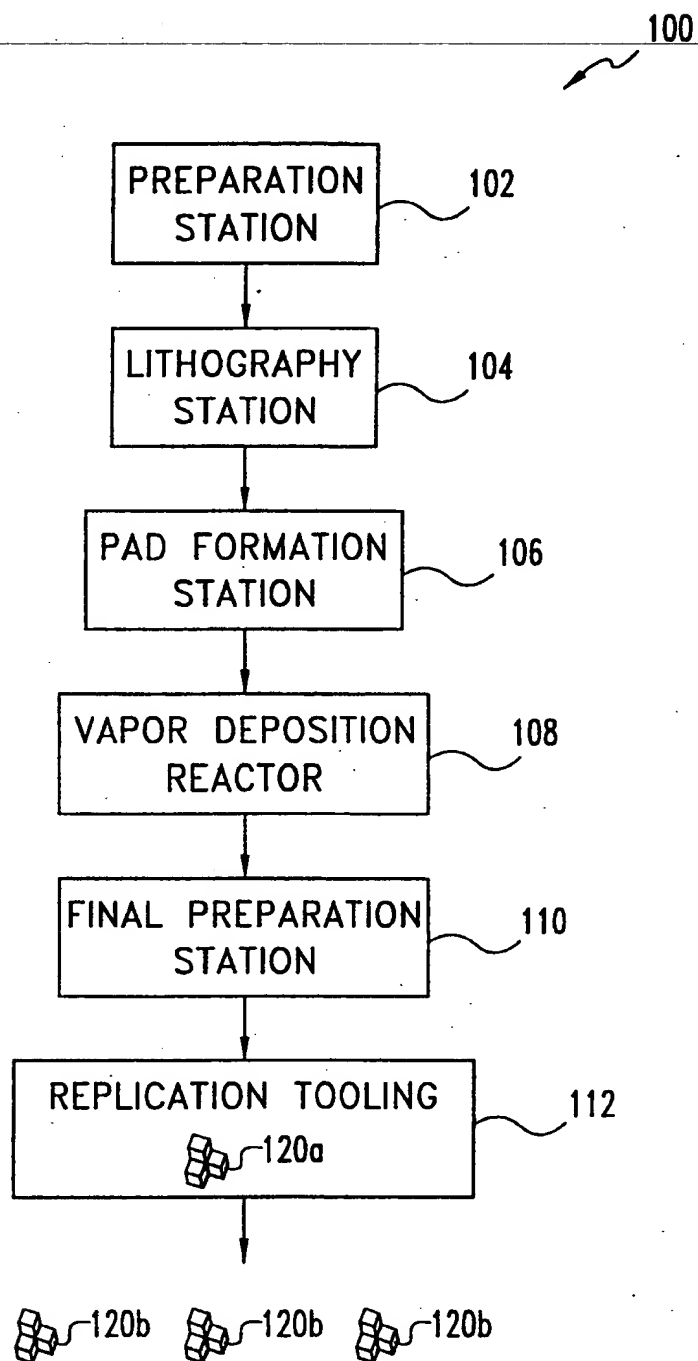 100
PREPARATION
STATION
102
LITHOGRAPHY
STATION
104
PAD FORMATION
STATION
106
VAPOR DEPOSITION
REACTOR
108
FINAL PREPARATION
STATION
110
REPLICATION TOOLING
112
120a
120b 120b 120b